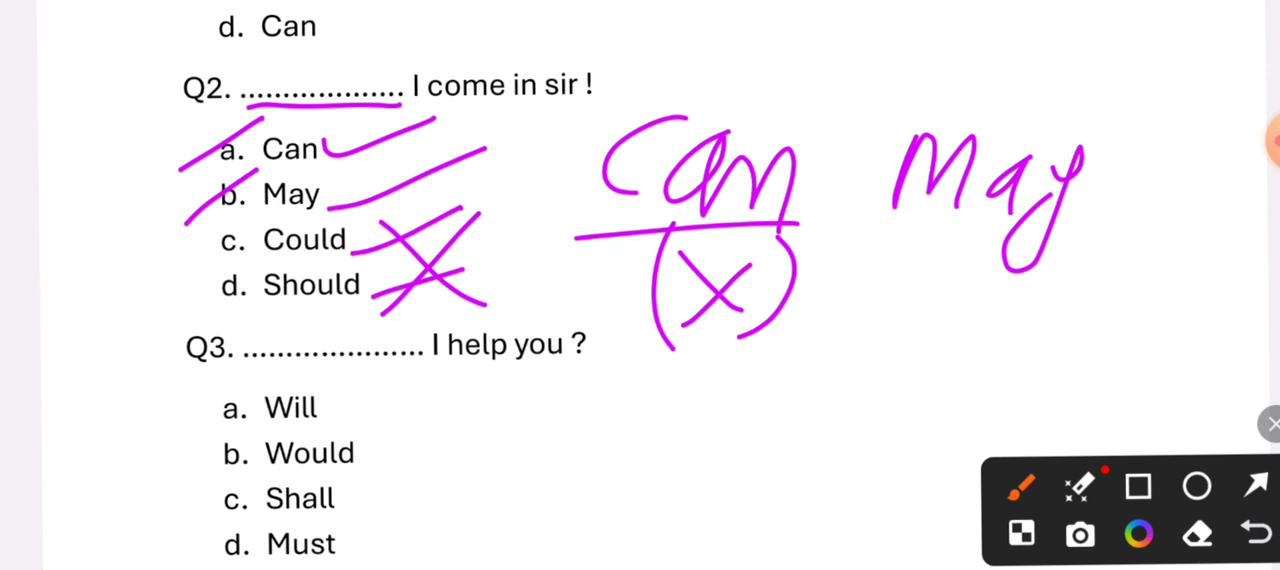 d. Can
Q2. .................. I come in sir !
a. Can
b. May
c. Could
d. Should
Can May
(X)
Q3. ..................... I help you ?
a. Will
b. Would
c. Shall
d. Must